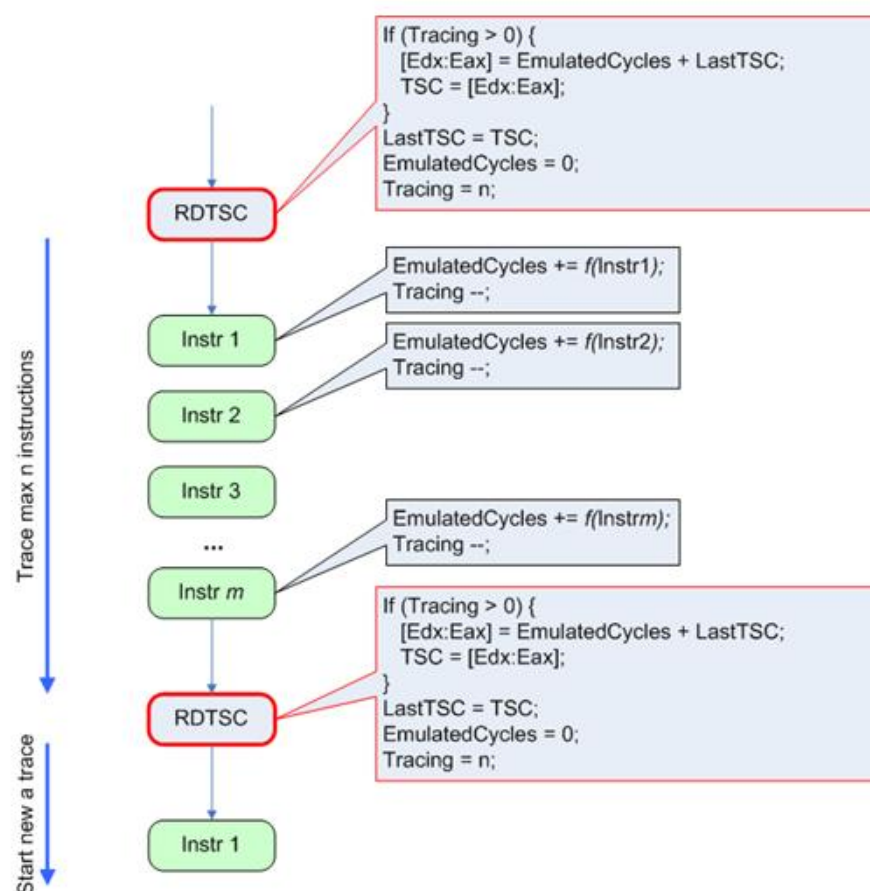 If (Tracing > 0) {
[Edx:Eax] = EmulatedCycles + LastTSC;
TSC = [Edx:Eax];
}
LastTSC = TSC;
EmulatedCycles = 0;
Tracing = n;
RDTSC
EmulatedCycles += f(Instr1);
Tracing --;
Instr 1
EmulatedCycles += f(Instr2);
Tracing --;
Instr 2
Instr 3
...
EmulatedCycles += f(Instrm);
Tracing --;
Instr m
Trace max n instructions
If (Tracing > 0) {
[Edx:Eax] = EmulatedCycles + LastTSC;
TSC = [Edx:Eax];
}
LastTSC = TSC;
EmulatedCycles = 0;
Tracing = n;
RDTSC
Start new a trace
Instr 1